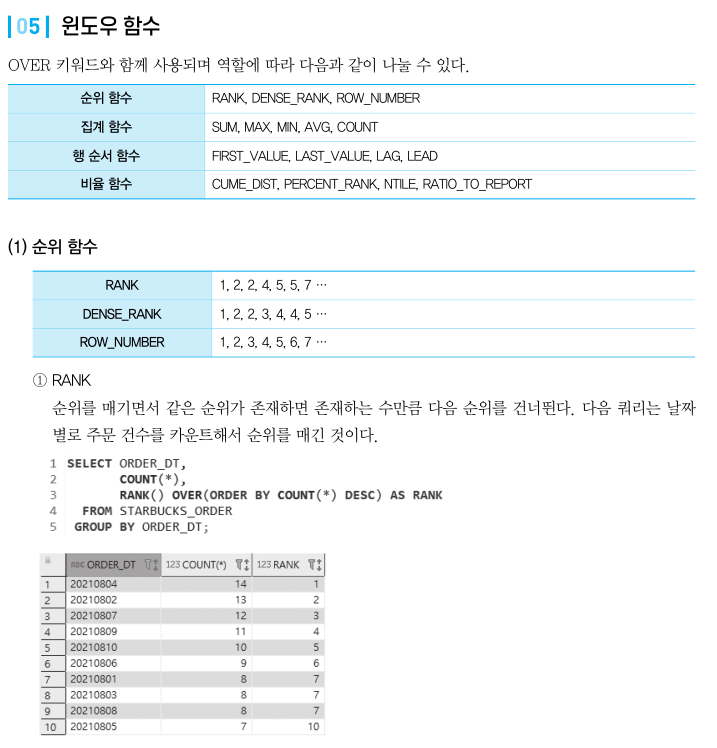 05 윈도우 함수
OVER 키워드와 함께 사용되며 역할에 따라 다음과 같이 나눌 수 있다.
순위 함수 RANK, DENSE_RANK, ROW_NUMBER
집계 함수 SUM, MAX, MIN, AVG, COUNT
행 순서 함수 FIRST_VALUE, LAST_VALUE, LAG, LEAD
비율 함수 CUME_DIST, PERCENT_RANK, NTILE, RATIO_TO_REPORT
(1) 순위 함수
RANK 1, 2, 2, 4, 5, 5, 7 …
DENSE_RANK 1, 2, 2, 3, 4, 4, 5 …
ROW_NUMBER 1, 2, 3, 4, 5, 6, 7 …
① RANK
순위를 매기면서 같은 순위가 존재하면 존재하는 수만큼 다음 순위를 건너뛴다. 다음 쿼리는 날짜
별로 주문 건수를 카운트해서 순위를 매긴 것이다.
1 SELECT ORDER_DT,
2 COUNT(*),
3 RANK() OVER(ORDER BY COUNT(*) DESC) AS RANK
4 FROM STARBUCKS_ORDER
5 GROUP BY ORDER_DT;
ABC ORDER_DT 123 COUNT(*) 123 RANK
1 20210804 14 1
2 20210802 13 2
3 20210807 12 3
4 20210809 11 4
5 20210810 10 5
6 20210806 9 6
7 20210801 8 7
8 20210803 8 7
9 20210808 8 7
10 20210805 7 10